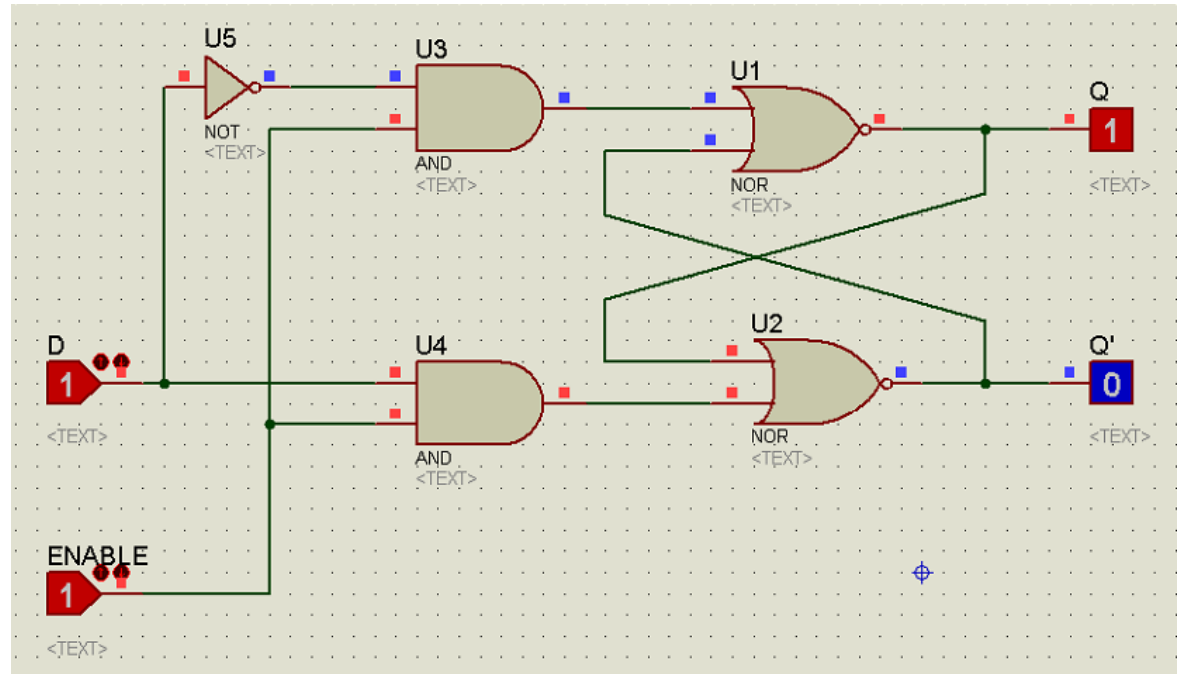 U5
NOT
<TEXT>
U3
AND
<TEXT>
U1
NOR
<TEXT>
Q
1
<TEXT>
D
1
<TEXT>
U4
AND
<TEXT>
U2
NOR
<TEXT>
Q'
0
<TEXT>
ENABLE
1
<TEXT>